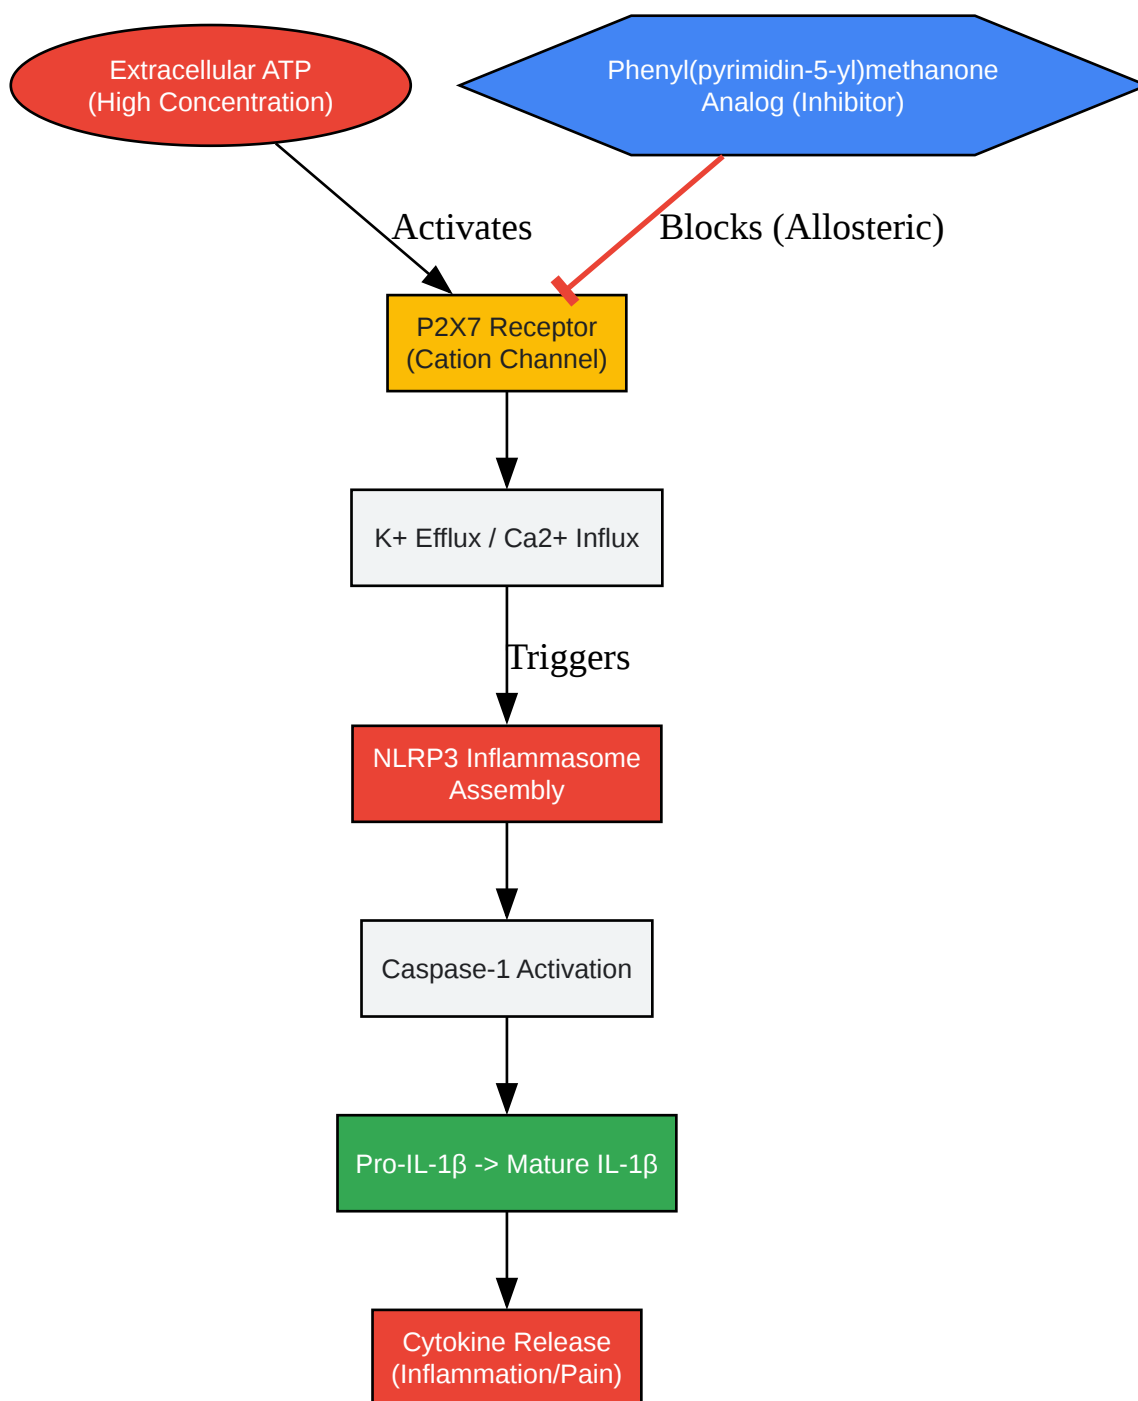 Extracellular ATP
(High Concentration)
Phenyl(pyrimidin-5-yl)methanone
Analog (Inhibitor)
Activates
Blocks (Allosteric)
P2X7 Receptor
(Cation Channel)
K+ Efflux / Ca2+ Influx
Triggers
NLRP3 Inflammasome
Assembly
Caspase-1 Activation
Pro-IL-1β -> Mature IL-1β
Cytokine Release
(Inflammation/Pain)